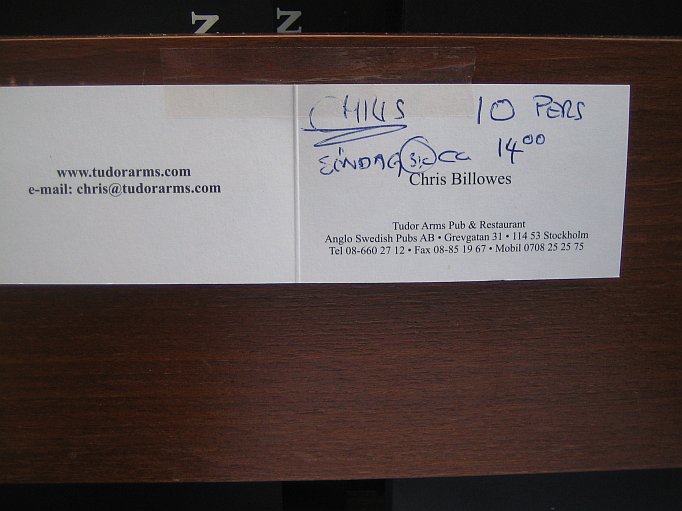 www.tudorarms.com
e-mail: chris@tudorarms.com
10 PERS
14⁰⁰
Chris Billowes
Tudor Arms Pub & Restaurant
Anglo Swedish Pubs AB • Grevgatan 31 • 114 53 Stockholm
Tel 08-660 27 12 • Fax 08-85 19 67 • Mobil 0708 25 25 75